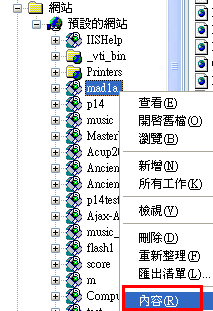 網站
預設的網站
IISHelp
_vti_bin
Printers
mad1a
p14
music
Master
Acup20
Ancien
Ancien
p14test
Ajax-A
music_
flash1
score
m
Compu
查看(E)
開啓舊檔(O)
瀏覽(B)
新增(N)
所有工作(K)
檢視(V)
刪除(D)
重新整理(F)
匯出清單(L)...
內容(R)